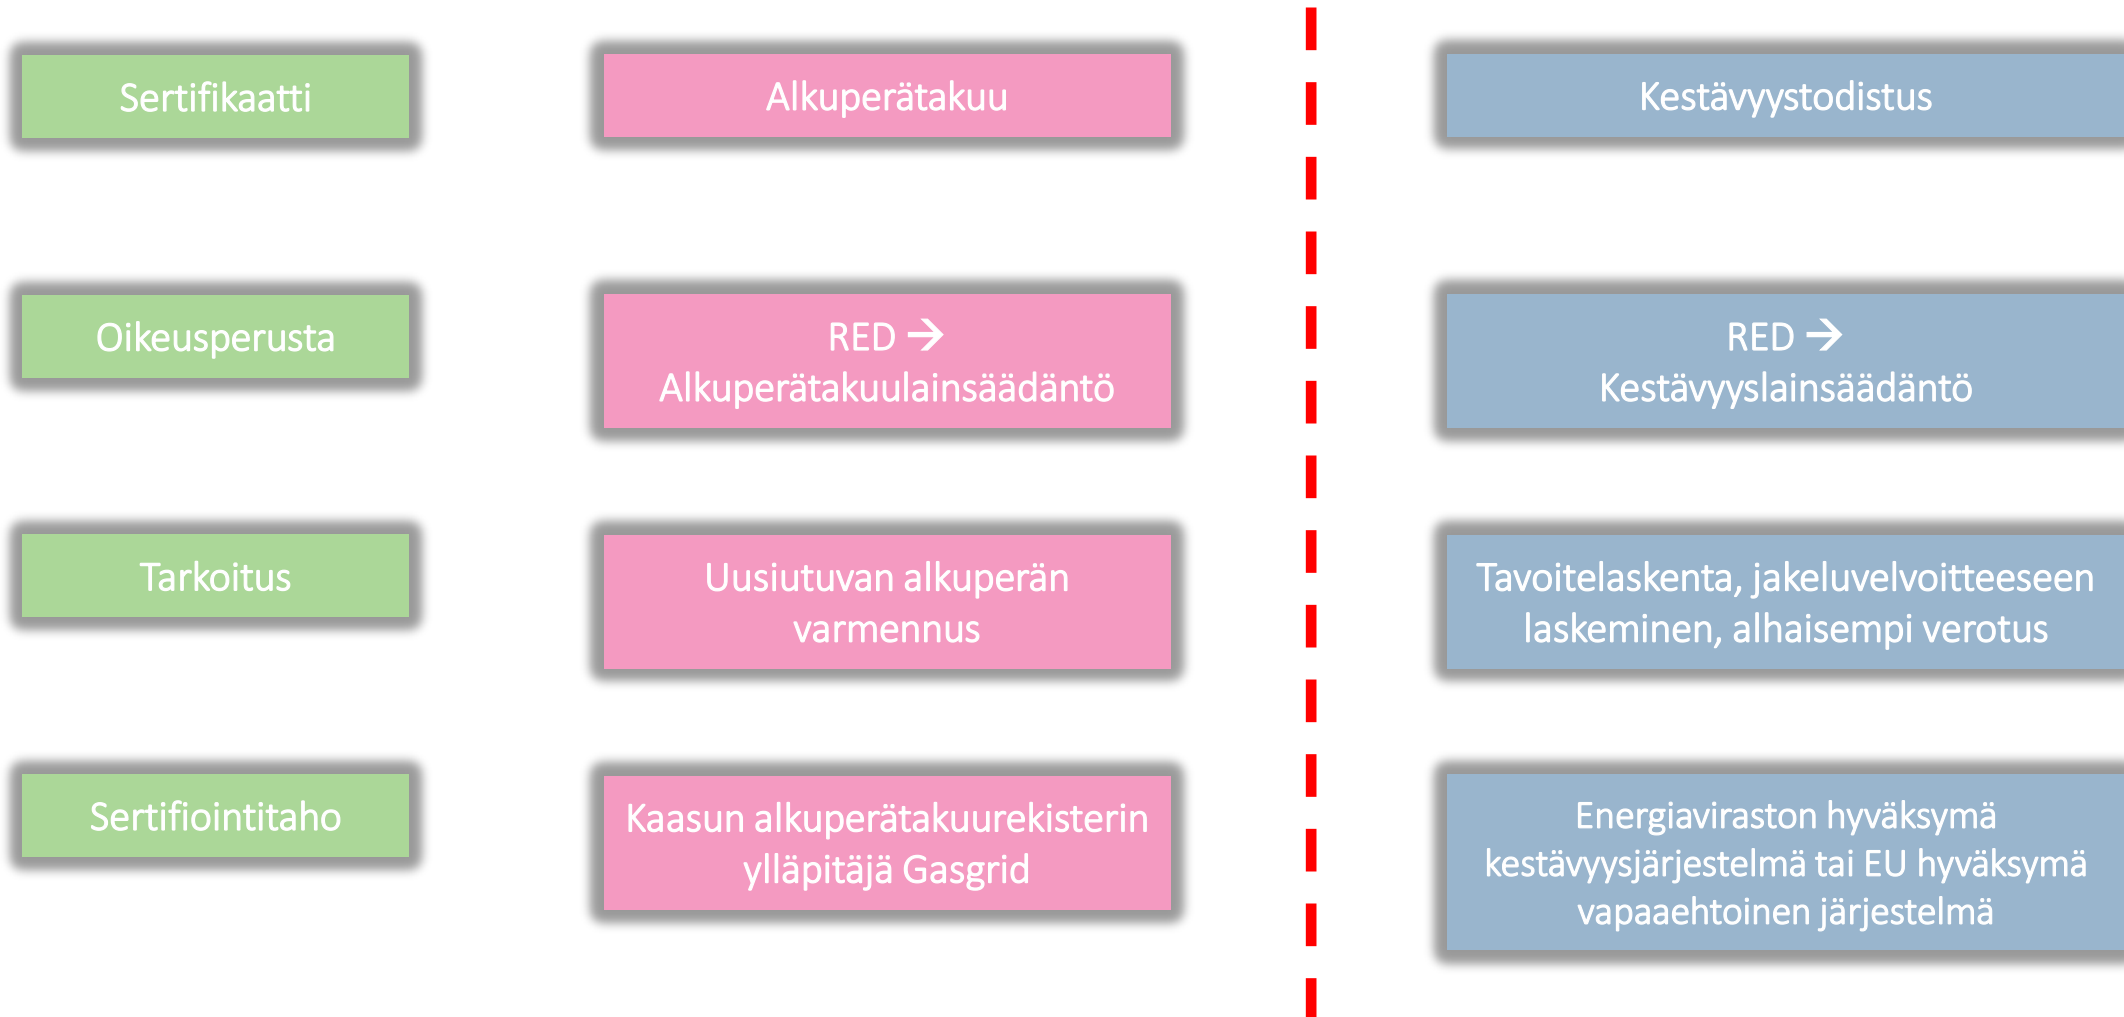 Sertifikaatti
Alkuperätakuu
Kestävyystodistus
Oikeusperusta
RED →
Alkuperätakuulainsäädäntö
RED →
Kestävyyslainsäädäntö
Tarkoitus
Uusiutuvan alkuperän
varmennus
Tavoitelaskenta, jakeluvelvoitteeseen
laskeminen, alhaisempi verotus
Sertifiointitaho
Kaasun alkuperätakuurekisterin
ylläpitäjä Gasgrid
Energiaviraston hyväksymä
kestävyysjärjestelmä tai EU hyväksymä
vapaaehtoinen järjestelmä